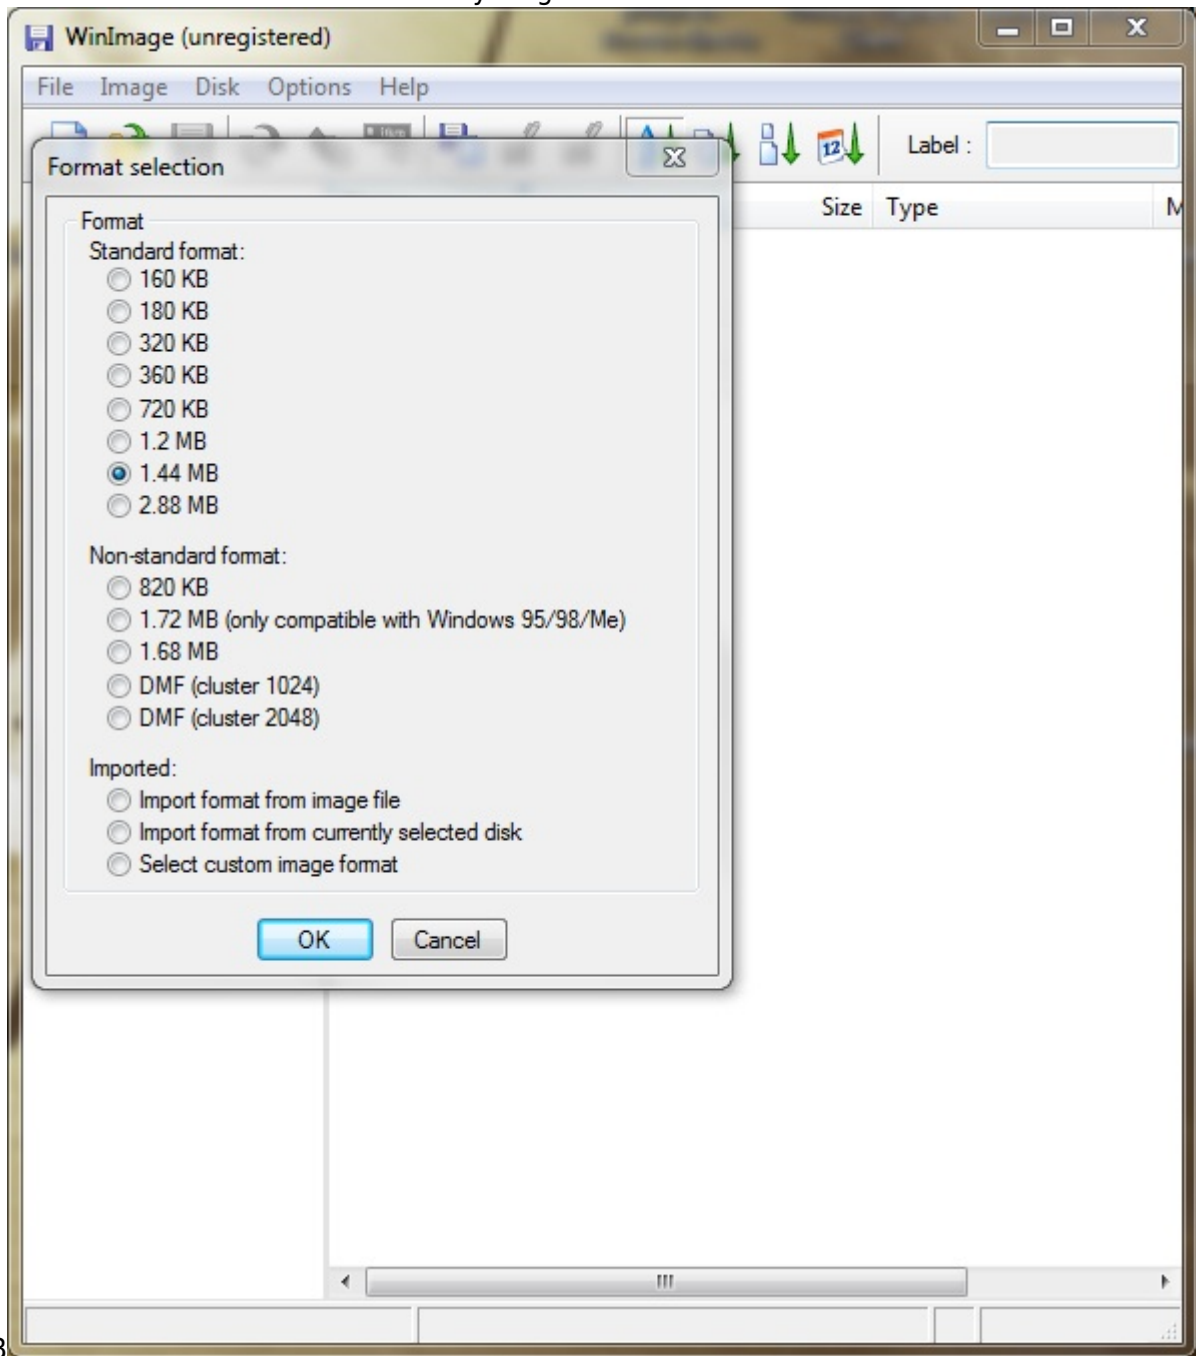 WinImage (unregistered)
File Image Disk Options Help
Label :
Format selection
Size Type M
Format
Standard format:
160 KB
180 KB
320 KB
360 KB
720 KB
1.2 MB
1.44 MB
2.88 MB
Non-standard format:
820 KB
1.72 MB (only compatible with Windows 95/98/Me)
1.68 MB
DMF (cluster 1024)
DMF (cluster 2048)
Imported:
Import format from image file
Import format from currently selected disk
Select custom image format
OK Cancel